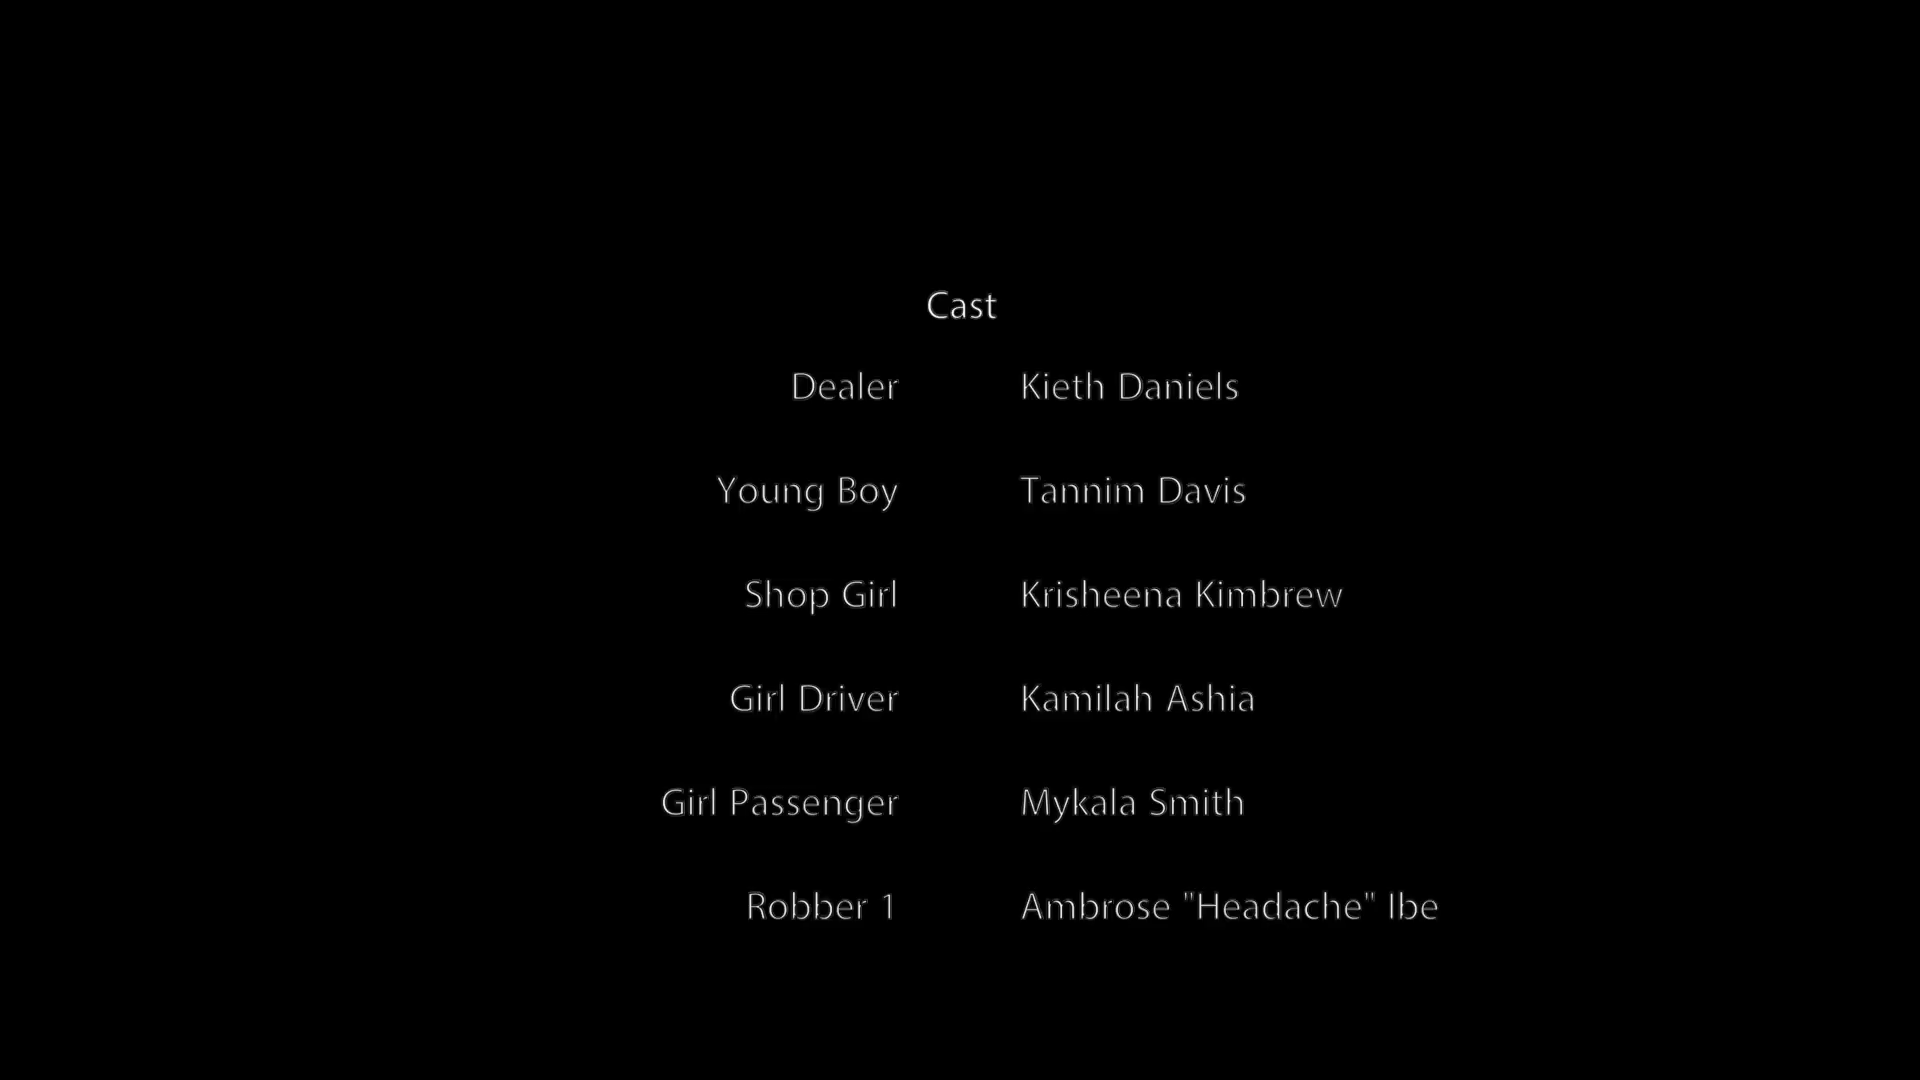 Cast
Dealer Kieth Daniels
Young Boy Tannim Davis
Shop Girl Krisheena Kimbrew
Girl Driver Kamilah Ashia
Girl Passenger Mykala Smith
Robber 1 Ambrose "Headache" Ibe